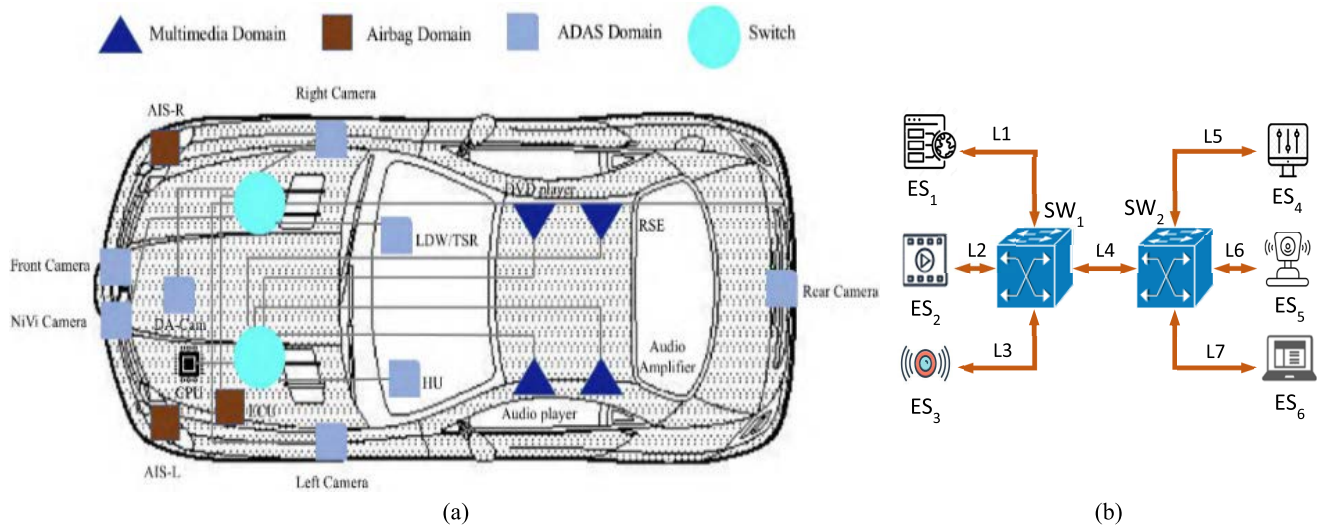 Multimedia Domain
Airbag Domain
ADAS Domain
Switch
Right Camera
AIS-R
DVD player
RSE
LDW/TSR
Front Camera
DA-Cam
NiVi Camera
Rear Camera
CPU
ECU
HU
Audio
Amplifier
Audio player
AIS-L
Left Camera
(a)
L1
L5
ES1
ES4
SW1
SW2
L2
L4
L6
ES2
ES5
L3
L7
ES3
ES6
(b)